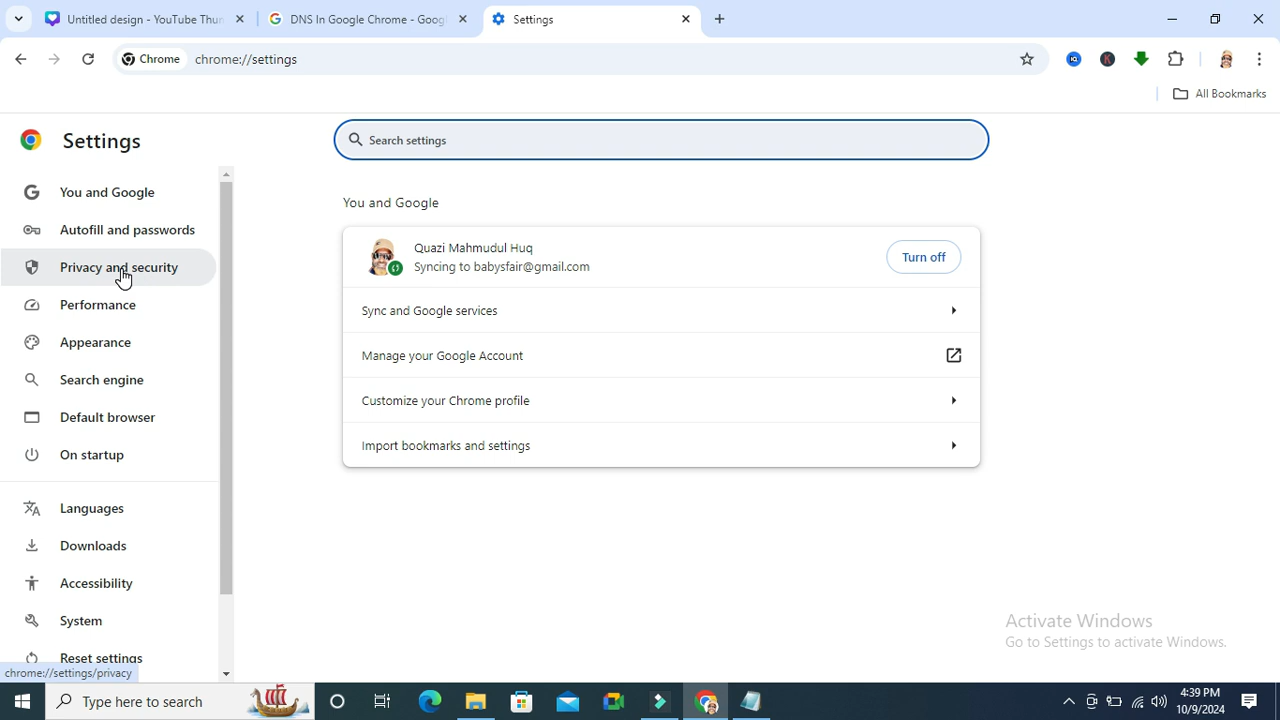 Untitled design - YouTube Thun
DNS In Google Chrome - Goog
Settings
Chrome
chrome://settings
All Bookmarks
Settings
Search settings
You and Google
Autofill and passwords
Privacy and security
Performance
Appearance
Search engine
Default browser
On startup
Languages
Downloads
Accessibility
System
Reset settings
chrome://settings/privacy
You and Google
Quazi Mahmudul Huq
Syncing to babysfair@gmail.com
Turn off
Sync and Google services
Manage your Google Account
Customize your Chrome profile
Import bookmarks and settings
Activate Windows
Go to Settings to activate Windows.
Type here to search
4:39 PM
10/9/2024